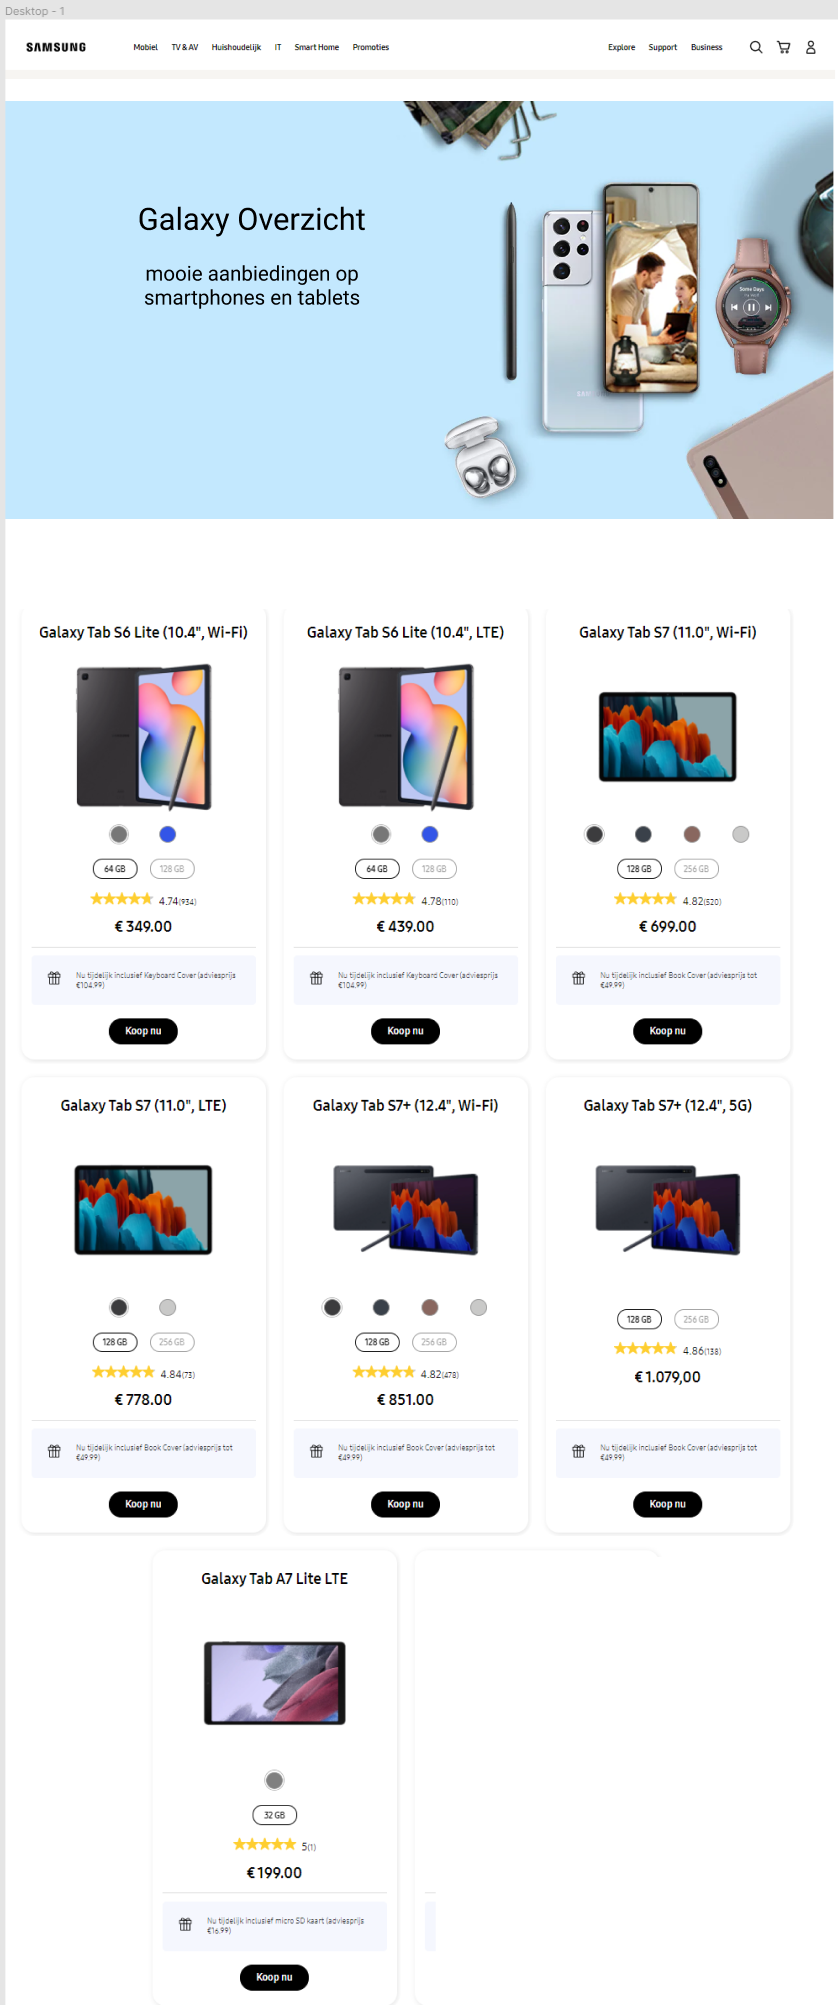 Desktop - 1
SAMSUNG Mobiel TV & AV Huishoudelijk IT Smart Home Promoties Explore Support Business
Galaxy Overzicht
mooie aanbiedingen op
smartphones en tablets
Some Days
SAM
Galaxy Tab S6 Lite (10.4", Wi-Fi)
64 GB 128 GB
4.74(934)
€ 349.00
Nu tijdelijk inclusief Keyboard Cover (adviesprijs
€104.99)
Koop nu
Galaxy Tab S6 Lite (10.4", LTE)
64 GB 128 GB
4.78(110)
€ 439.00
Nu tijdelijk inclusief Keyboard Cover (adviesprijs
€104.99)
Koop nu
Galaxy Tab S7 (11.0", Wi-Fi)
128 GB 256 GB
4.82(520)
€ 699.00
Nu tijdelijk inclusief Book Cover (adviesprijs tot
€49.99)
Koop nu
Galaxy Tab S7 (11.0", LTE)
128 GB 256 GB
4.84(73)
€ 778.00
Nu tijdelijk inclusief Book Cover (adviesprijs tot
€49.99)
Koop nu
Galaxy Tab S7+ (12.4", Wi-Fi)
128 GB 256 GB
4.82(478)
€ 851.00
Nu tijdelijk inclusief Book Cover (adviesprijs tot
€49.99)
Koop nu
Galaxy Tab S7+ (12.4", 5G)
128 GB 256 GB
4.86(138)
€ 1.079,00
Nu tijdelijk inclusief Book Cover (adviesprijs tot
€49.99)
Koop nu
Galaxy Tab A7 Lite LTE
32 GB
5(1)
€ 199.00
Nu tijdelijk inclusief micro SD kaart (adviesprijs
€16.99)
Koop nu